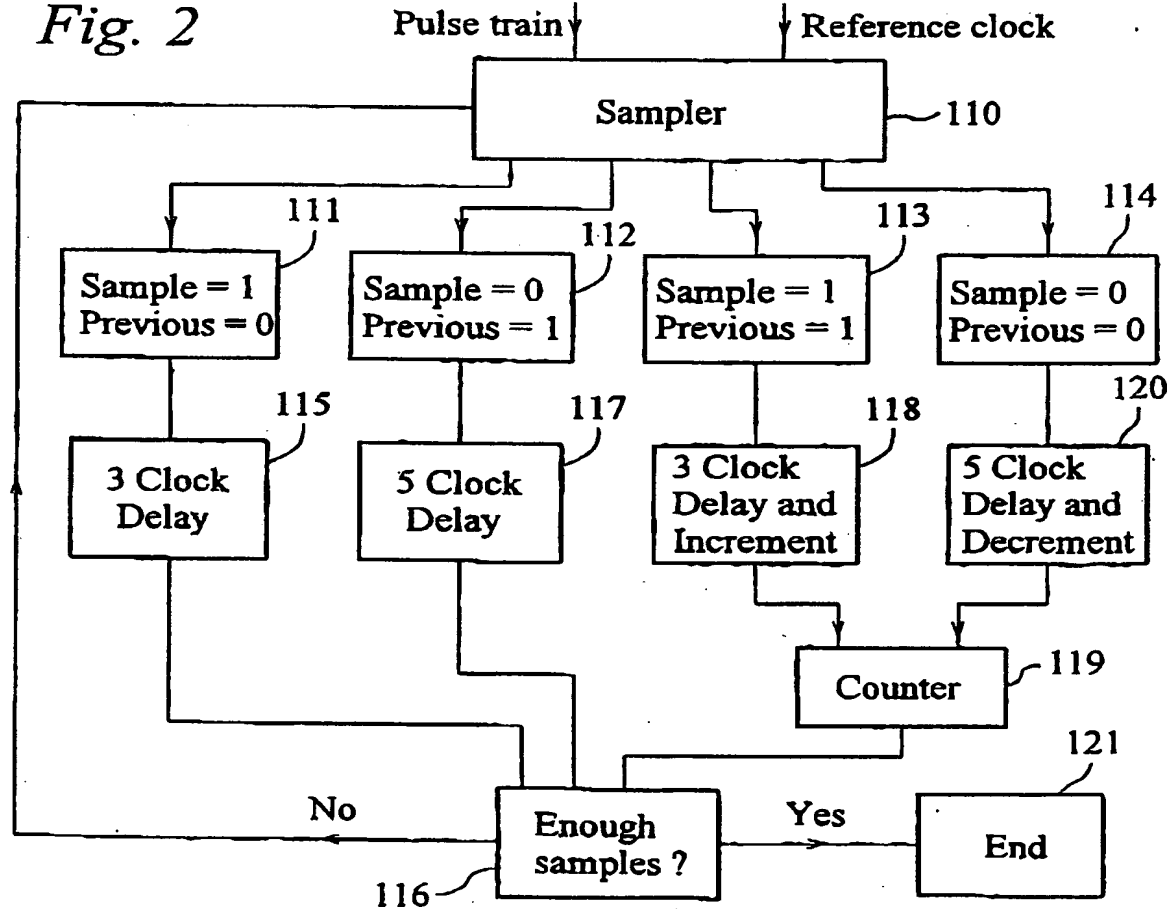 Fig. 2
Pulse train
Reference clock
Sampler
110
111
112
113
114
Sample = 1
Previous = 0
Sample = 0
Previous = 1
Sample = 1
Previous = 1
Sample = 0
Previous = 0
115
117
118
120
3 Clock
Delay
5 Clock
Delay
3 Clock
Delay and
Increment
5 Clock
Delay and
Decrement
Counter
119
121
No
Enough
samples ?
Yes
End
116